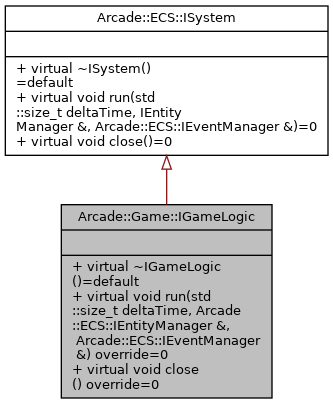 Arcade::ECS::ISystem
+ virtual ~ISystem()
=default
+ virtual void run(std
::size_t deltaTime, IEntity
Manager &, Arcade::ECS::IEventManager &)=0
+ virtual void close()=0
Arcade::Game::IGameLogic
+ virtual ~IGameLogic
()=default
+ virtual void run(std
::size_t deltaTime, Arcade
::ECS::IEntityManager &,
Arcade::ECS::IEventManager
&) override=0
+ virtual void close
() override=0